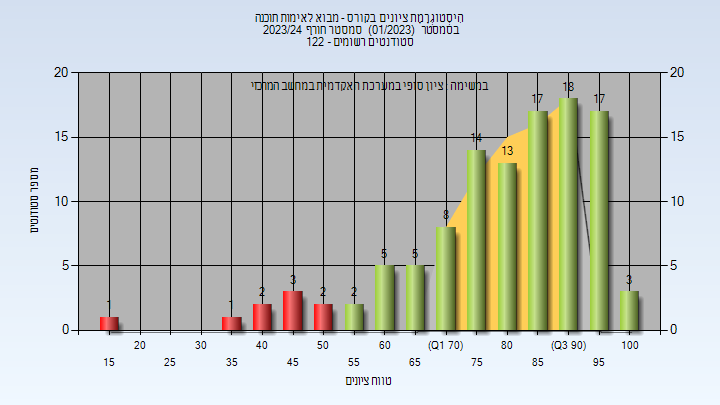 היסטוגרמת ציונים בקורס - מבוא לאימות תוכנה
בסמסטר (01/2023) סמסטר חורף 2023/24
סטודנטים רשומים - 122
במשימה : ציון סופי במערכת האקדמית במחשב המרכזי
20 20
15 15
10 10
5 5
0 0
מספר סטודנטים
1 1 2 3 2 2 5 5 8 14 13 17 18 17 3
20 30 40 50 60 (Q1 70) 80 (Q3 90) 100
15 25 35 45 55 65 75 85 95
טווח ציונים